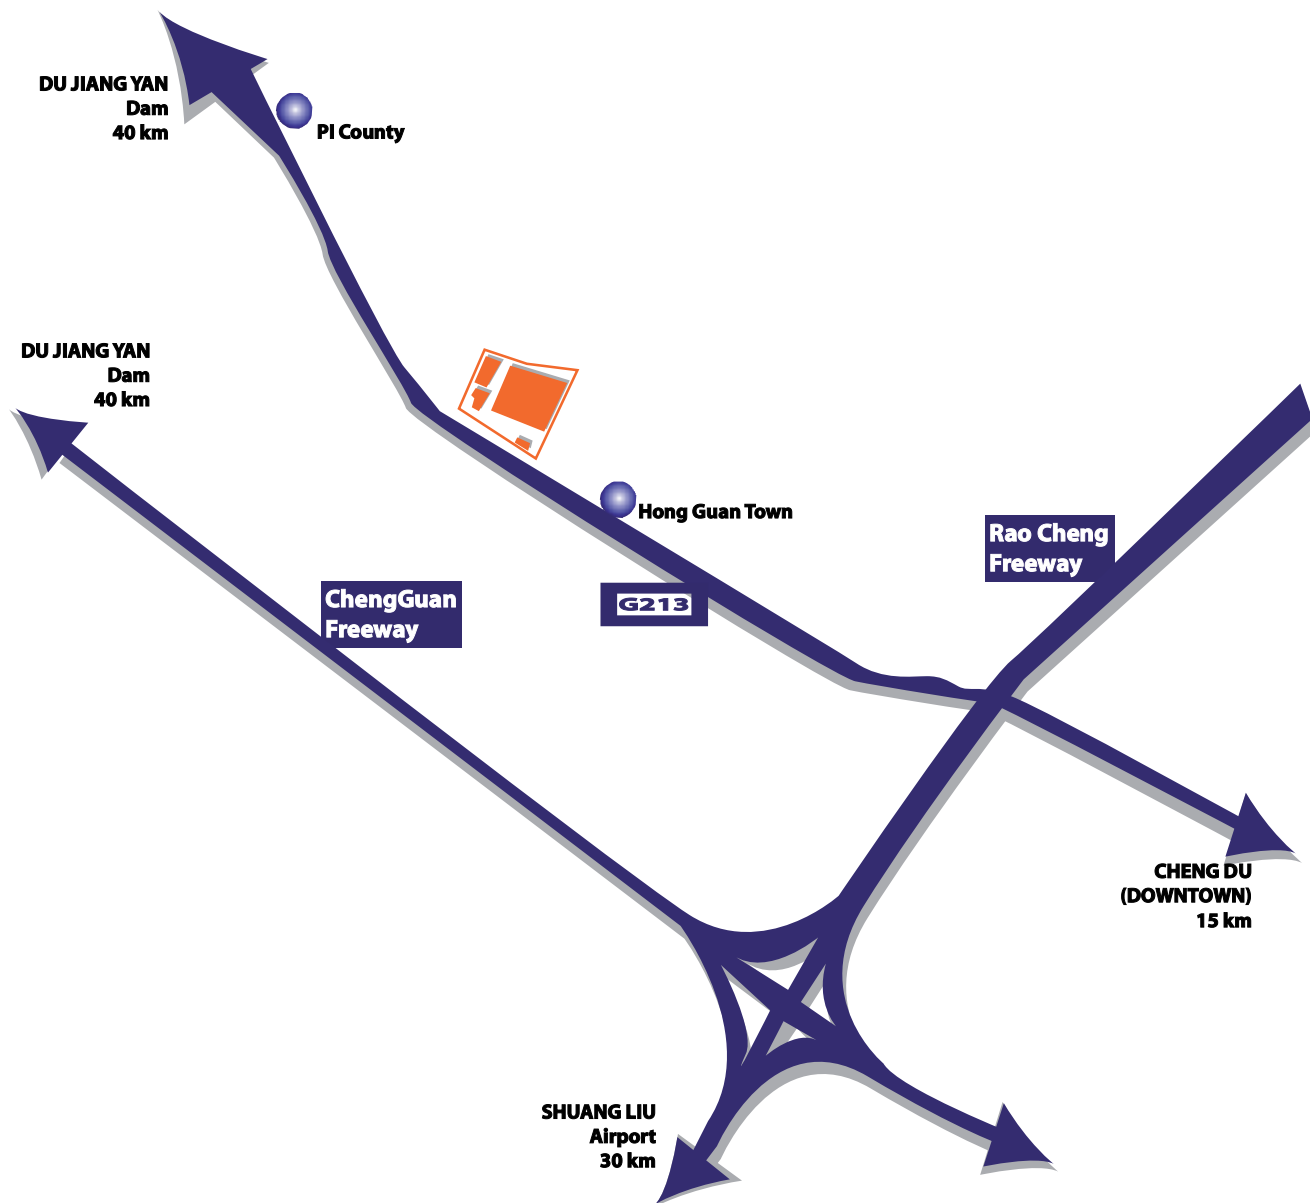 DU JIANG YAN
Dam
40 km
PI County
DU JIANG YAN
Dam
40 km
Hong Guan Town
Rao Cheng
Freeway
ChengGuan
Freeway
G213
CHENG DU
(DOWNTOWN)
15 km
SHUANG LIU
Airport
30 km